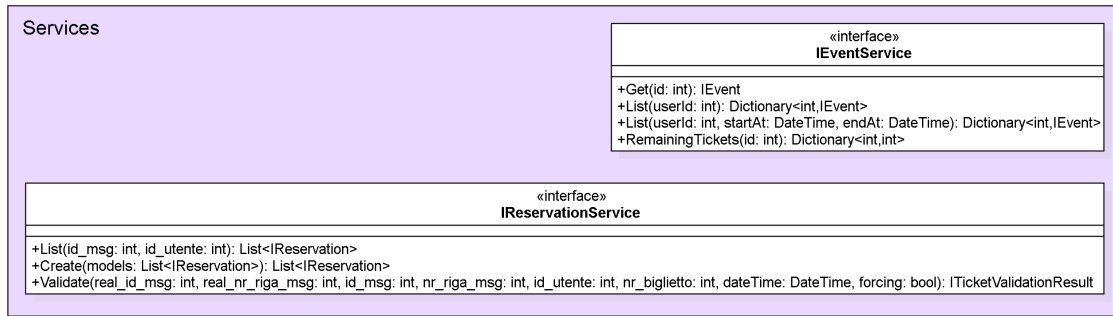 Services
«interface»
IEventService
+Get(id: int): IEvent
+List(userId: int): Dictionary<int,IEvent>
+List(userId: int, startAt: DateTime, endAt: DateTime): Dictionary<int,IEvent>
+RemainingTickets(id: int): Dictionary<int,int>
«interface»
IReservationService
+List(id_msg: int, id_utente: int): List<IReservation>
+Create(models: List<IReservation>): List<IReservation>
+Validate(real_id_msg: int, real_nr_riga_msg: int, id_msg: int, nr_riga_msg: int, id_utente: int, nr_biglietto: int, dateTime: DateTime, forcing: bool): ITicketValidationResult